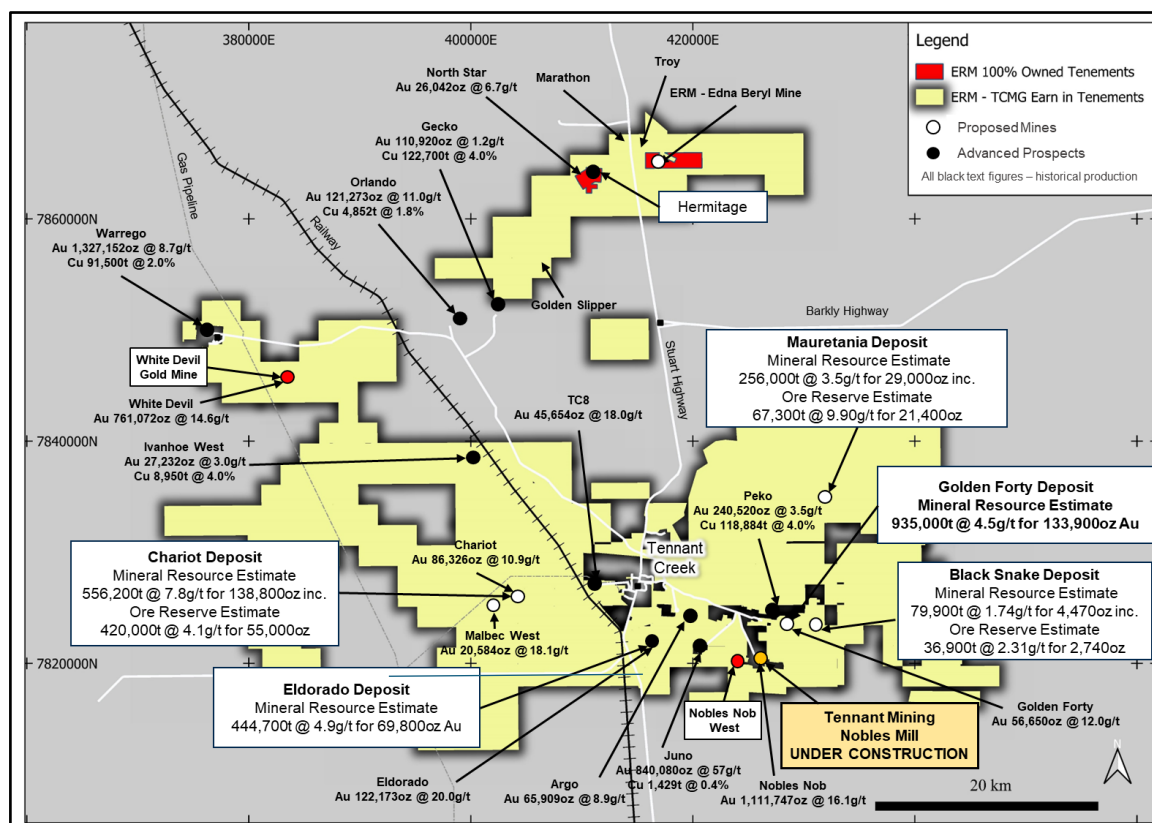 380000E
400000E
420000E
7860000N
7840000N
7820000N
Legend
ERM 100% Owned Tenements
ERM - TCMG Earn in Tenements
Proposed Mines
Advanced Prospects
All black text figures – historical production
North Star
Au 26,042oz @ 6.7g/t
Marathon
Troy
ERM - Edna Beryl Mine
Gecko
Au 110,920oz @ 1.2g/t
Cu 122,700t @ 4.0%
Orlando
Au 121,273oz @ 11.0g/t
Cu 4,852t @ 1.8%
Hermitage
Gas Pipeline
Railway
Warrego
Au 1,327,152oz @ 8.7g/t
Cu 91,500t @ 2.0%
Golden Slipper
Barkly Highway
Stuart Highway
White Devil
Gold Mine
White Devil
Au 761,072oz @ 14.6g/t
Mauretania Deposit
Mineral Resource Estimate
256,000t @ 3.5g/t for 29,000oz inc.
Ore Reserve Estimate
67,300t @ 9.90g/t for 21,400oz
TC8
Au 45,654oz @ 18.0g/t
Ivanhoe West
Au 27,232oz @ 3.0g/t
Cu 8,950t @ 4.0%
Peko
Au 240,520oz @ 3.5g/t
Cu 118,884t @ 4.0%
Golden Forty Deposit
Mineral Resource Estimate
935,000t @ 4.5g/t for 133,900oz Au
Chariot
Au 86,326oz @ 10.9g/t
Tennant
Creek
Chariot Deposit
Mineral Resource Estimate
556,200t @ 7.8g/t for 138,800oz inc.
Ore Reserve Estimate
420,000t @ 4.1g/t for 55,000oz
Black Snake Deposit
Mineral Resource Estimate
79,900t @ 1.74g/t for 4,470oz inc.
Ore Reserve Estimate
36,900t @ 2.31g/t for 2,740oz
Malbec West
Au 20,584oz @ 18.1g/t
Eldorado Deposit
Mineral Resource Estimate
444,700t @ 4.9g/t for 69,800oz Au
Nobles Nob
West
Tennant Mining
Nobles Mill
UNDER CONSTRUCTION
Golden Forty
Au 56,650oz @ 12.0g/t
Eldorado
Au 122,173oz @ 20.0g/t
Argo
Au 65,909oz @ 8.9g/t
Juno
Au 840,080oz @ 57g/t
Cu 1,429t @ 0.4%
Nobles Nob
Au 1,111,747oz @ 16.1g/t
N
20 km